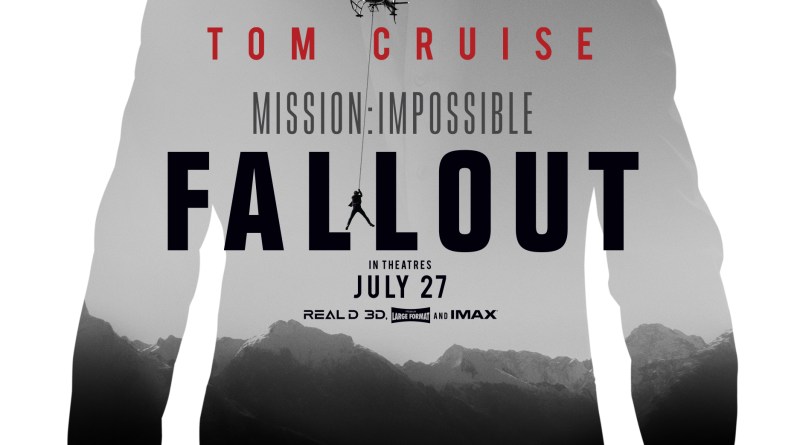 TOM CRUISE
MISSION:IMPOSSIBLE
FALLOUT
IN THEATRES
JULY 27
REAL D 3D, LARGE FORMAT AND IMAX